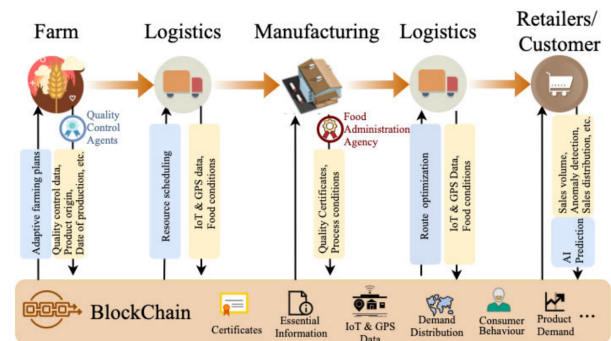 Farm
Logistics
Manufacturing
Logistics
Retailers/
Customer
Quality
Control
Agents
Food
Administration
Agency
Adaptive farming plans
Quality control data,
Product origin,
Date of production, etc.
Resource scheduling
IoT & GPS data,
Food conditions
Quality Certificates,
Process conditions
Route optimization
IoT & GPS Data,
Food conditions
Sales volume,
Anomaly detection,
Sales distribution, etc.
AI
Prediction
BlockChain
Certificates
Essential
Information
IoT & GPS
Data
Demand
Distribution
Consumer
Behaviour
Product
Demand
...